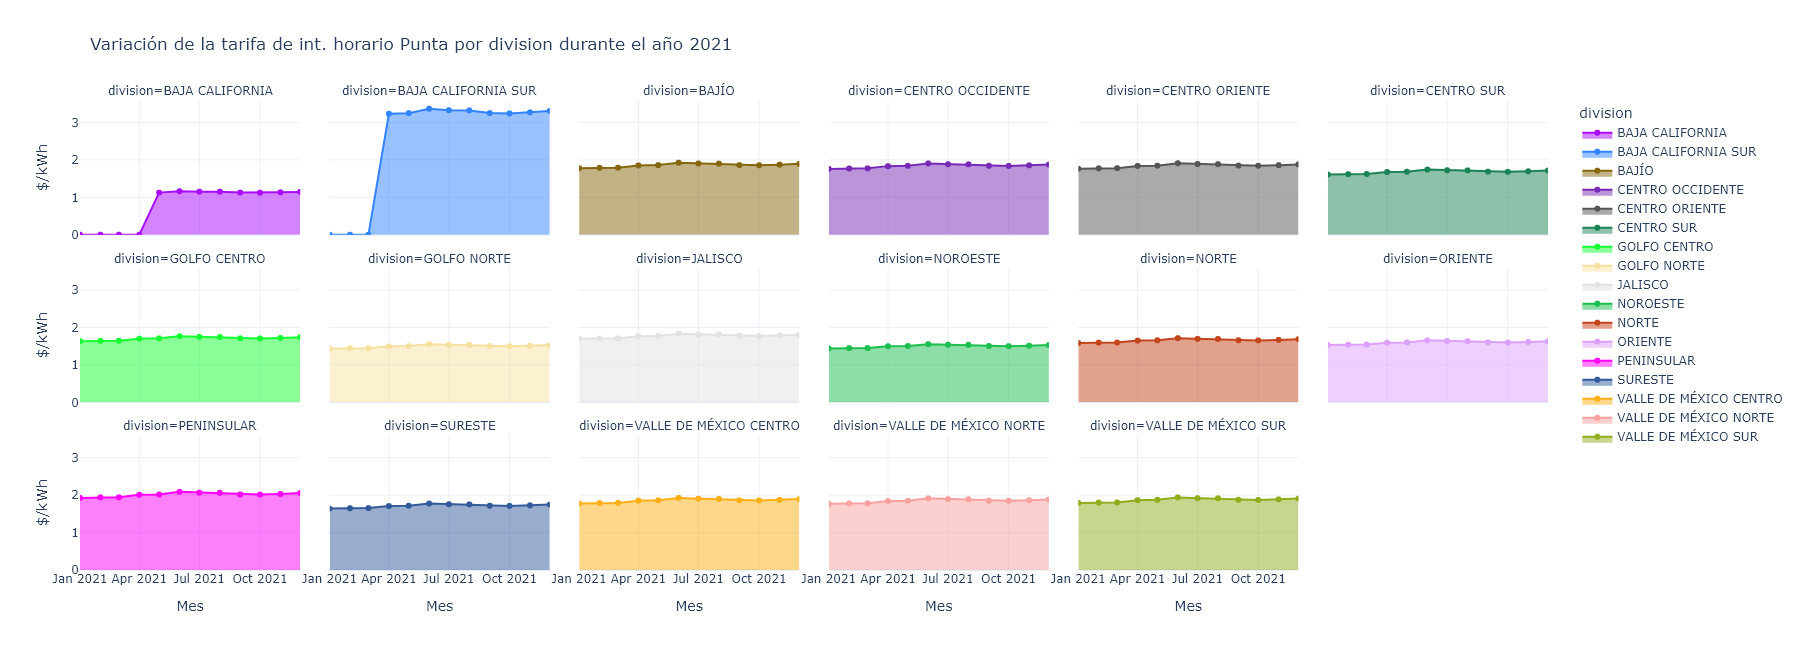 Variación de la tarifa de int. horario Punta por division durante el año 2021
division=BAJA CALIFORNIA
division=BAJA CALIFORNIA SUR
division=BAJÍO
division=CENTRO OCCIDENTE
division=CENTRO ORIENTE
division=CENTRO SUR
3
2
1
0
$/kWh
division=GOLFO CENTRO
division=GOLFO NORTE
division=JALISCO
division=NOROESTE
division=NORTE
division=ORIENTE
3
2
1
0
$/kWh
division=PENINSULAR
division=SURESTE
division=VALLE DE MÉXICO CENTRO
division=VALLE DE MÉXICO NORTE
division=VALLE DE MÉXICO SUR
3
2
1
0
$/kWh
Jan 2021 Apr 2021 Jul 2021 Oct 2021
Jan 2021 Apr 2021 Jul 2021 Oct 2021
Jan 2021 Apr 2021 Jul 2021 Oct 2021
Jan 2021 Apr 2021 Jul 2021 Oct 2021
Jan 2021 Apr 2021 Jul 2021 Oct 2021
Mes
Mes
Mes
Mes
Mes
division
BAJA CALIFORNIA
BAJA CALIFORNIA SUR
BAJÍO
CENTRO OCCIDENTE
CENTRO ORIENTE
CENTRO SUR
GOLFO CENTRO
GOLFO NORTE
JALISCO
NOROESTE
NORTE
ORIENTE
PENINSULAR
SURESTE
VALLE DE MÉXICO CENTRO
VALLE DE MÉXICO NORTE
VALLE DE MÉXICO SUR